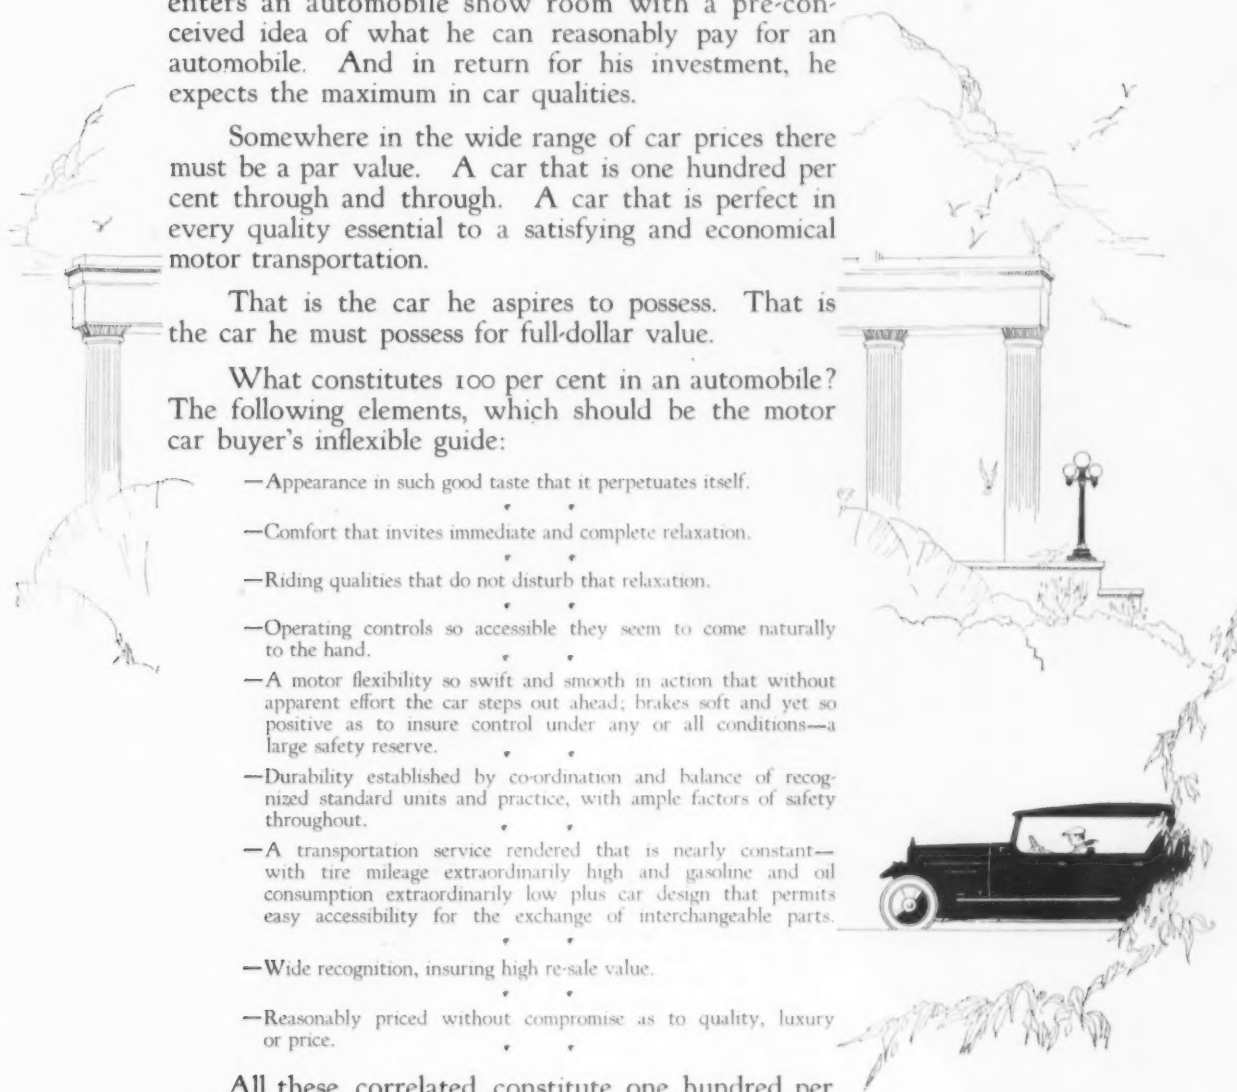 enters an automobile show room with a pre-con-
ceived idea of what he can reasonably pay for an
automobile. And in return for his investment, he
expects the maximum in car qualities.
Somewhere in the wide range of car prices there
must be a par value. A car that is one hundred per
cent through and through. A car that is perfect in
every quality essential to a satisfying and economical
motor transportation.
That is the car he aspires to possess. That is
the car he must possess for full-dollar value.
What constitutes 100 per cent in an automobile?
The following elements, which should be the motor
car buyer's inflexible guide:
—Appearance in such good taste that it perpetuates itself.
—Comfort that invites immediate and complete relaxation.
—Riding qualities that do not disturb that relaxation.
—Operating controls so accessible they seem to come naturally
to the hand.
—A motor flexibility so swift and smooth in action that without
apparent effort the car steps out ahead; brakes soft and yet so
positive as to insure control under any or all conditions—a
large safety reserve.
—Durability established by co-ordination and balance of recog-
nized standard units and practice, with ample factors of safety
throughout.
—A transportation service rendered that is nearly constant—
with tire mileage extraordinarily high and gasoline and oil
consumption extraordinarily low plus car design that permits
easy accessibility for the exchange of interchangeable parts.
—Wide recognition, insuring high re-sale value.
—Reasonably priced without compromise as to quality, luxury
or price.
All these correlated constitute one hundred per